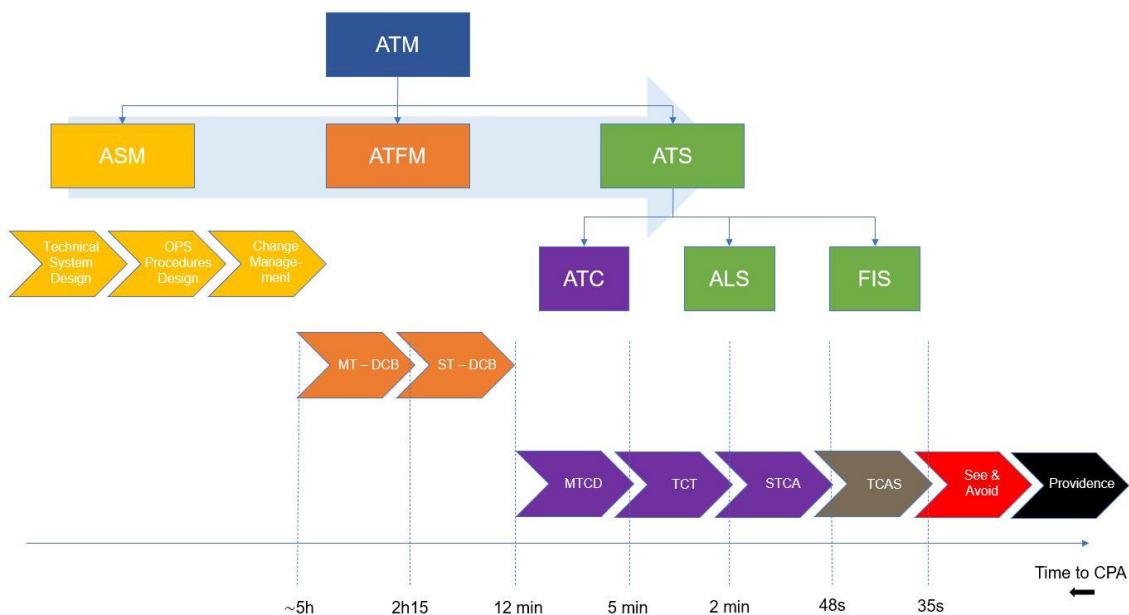 ATM
ASM
ATFM
ATS
Technical
System
Design
OPS
Procedures
Design
Change
Manage-
ment
ATC
ALS
FIS
MT – DCB
ST – DCB
MTCD
TCT
STCA
TCAS
See &
Avoid
Providence
Time to CPA
~5h
2h15
12 min
5 min
2 min
48s
35s